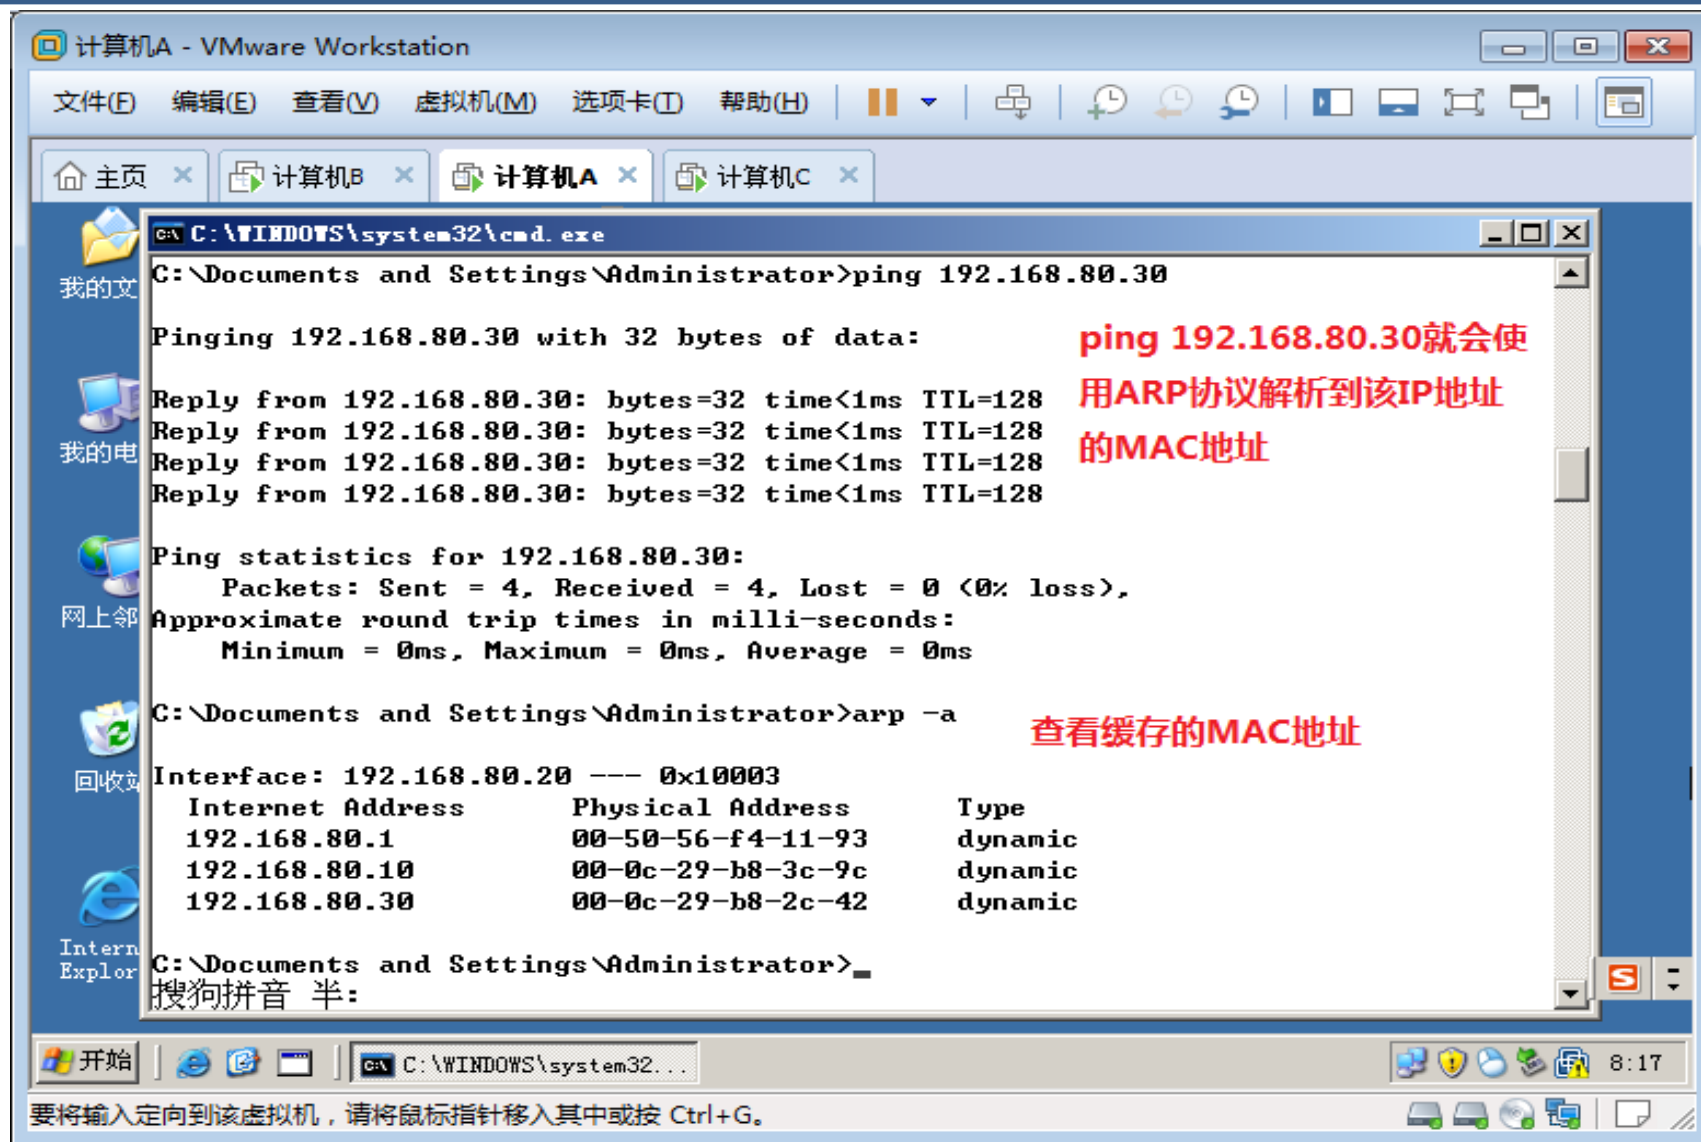 计算机A - VMware Workstation
文件(F) 编辑(E) 查看(V) 虚拟机(M) 选项卡(T) 帮助(H)
主页 计算机B 计算机A 计算机C
C:\WINDOWS\system32\cmd.exe
我的文
C:\Documents and Settings\Administrator>ping 192.168.80.30
Pinging 192.168.80.30 with 32 bytes of data:
ping 192.168.80.30就会使
用ARP协议解析到该IP地址
的MAC地址
Reply from 192.168.80.30: bytes=32 time<1ms TTL=128
Reply from 192.168.80.30: bytes=32 time<1ms TTL=128
我的电
Reply from 192.168.80.30: bytes=32 time<1ms TTL=128
Reply from 192.168.80.30: bytes=32 time<1ms TTL=128
Ping statistics for 192.168.80.30:
Packets: Sent = 4, Received = 4, Lost = 0 (0% loss),
网上邻
Approximate round trip times in milli-seconds:
Minimum = 0ms, Maximum = 0ms, Average = 0ms
C:\Documents and Settings\Administrator>arp -a
查看缓存的MAC地址
回收站
Interface: 192.168.80.20 --- 0x10003
Internet Address Physical Address Type
192.168.80.1 00-50-56-f4-11-93 dynamic
192.168.80.10 00-0c-29-b8-3c-9c dynamic
192.168.80.30 00-0c-29-b8-2c-42 dynamic
Intern
Explor
C:\Documents and Settings\Administrator>_
搜狗拼音 半:
开始 C:\WINDOWS\system32... 8:17
要将输入定向到该虚拟机，请将鼠标指针移入其中或按 Ctrl+G。